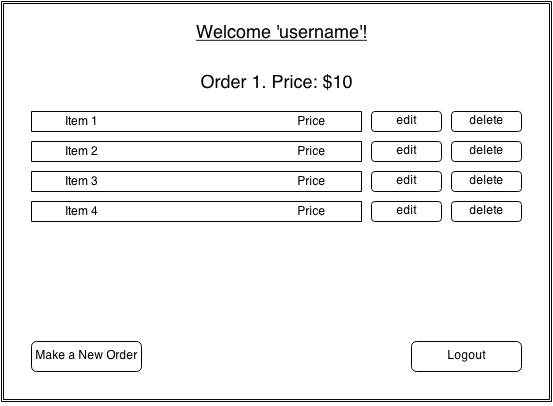 Welcome 'username'!
Order 1. Price: $10
Item 1 Price edit delete
Item 2 Price edit delete
Item 3 Price edit delete
Item 4 Price edit delete
Make a New Order Logout